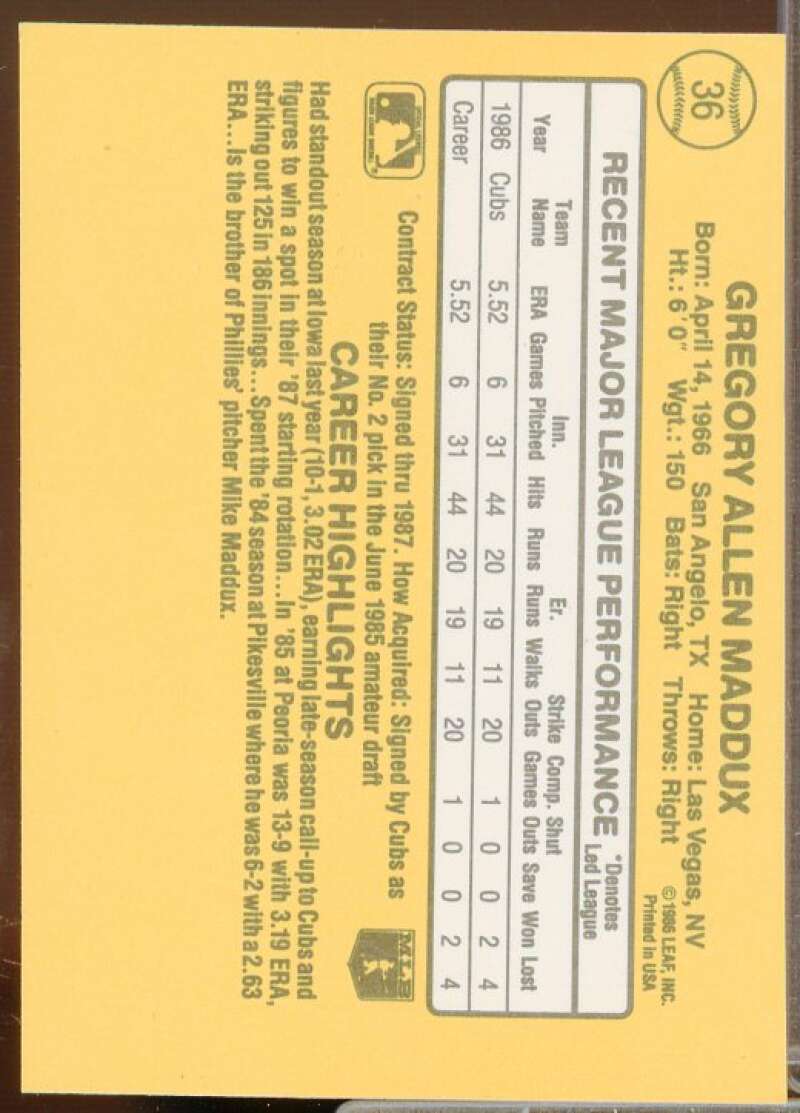 36
GREGORY ALLEN MADDUX
Born: April 14, 1966 San Angelo, TX Home: Las Vegas, NV
Ht.: 6'0" Wgt.: 150 Bats: Right Throws: Right
© 1986 LEAF, INC.
Printed in USA
RECENT MAJOR LEAGUE PERFORMANCE *Denotes Led League
Team Inn. Er. Strike Comp. Shut
Year Name ERA Games Pitched Hits Runs Runs Walks Outs Games Outs Save Won Lost
1986 Cubs 5.52 6 31 44 20 19 11 20 1 0 0 2 4
Career 5.52 6 31 44 20 19 11 20 1 0 0 2 4
Contract Status: Signed thru 1987. How Acquired: Signed by Cubs as
their No. 2 pick in the June 1985 amateur draft
MLB
CAREER HIGHLIGHTS
Had standout season at Iowa last year (10-1, 3.02 ERA), earning late-season call-up to Cubs and
figures to win a spot in their '87 starting rotation...In '85 at Peoria was 13-9 with 3.19 ERA,
striking out 125 in 186 innings...Spent the '84 season at Pikesville where he was 6-2 with a 2.63
ERA...Is the brother of Phillies' pitcher Mike Maddux.